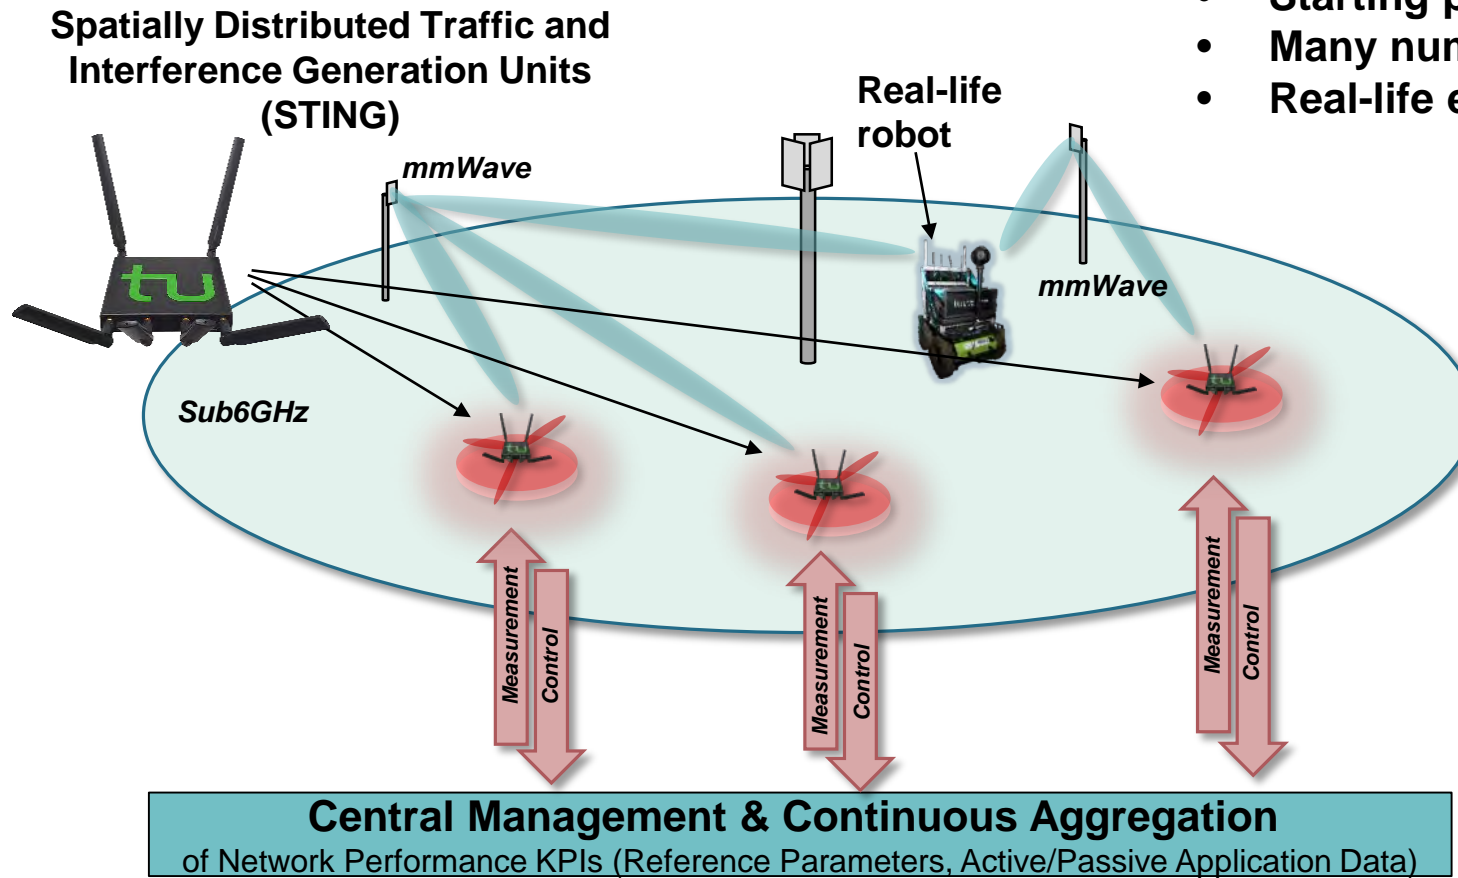 Spatially Distributed Traffic and
Interference Generation Units
(STING)
• Many
• Real-life
Real-life
robot
mmWave
mmWave
Sub6GHz
tu
Measurement
Control
Measurement
Control
Measurement
Control
Central Management & Continuous Aggregation
of Network Performance KPIs (Reference Parameters, Active/Passive Application Data)